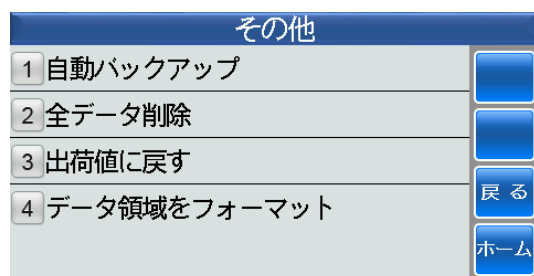 その他
1 自動バックアップ
2 全データ削除
3 出荷値に戻す
4 データ領域をフォーマット
戻る
ホーム